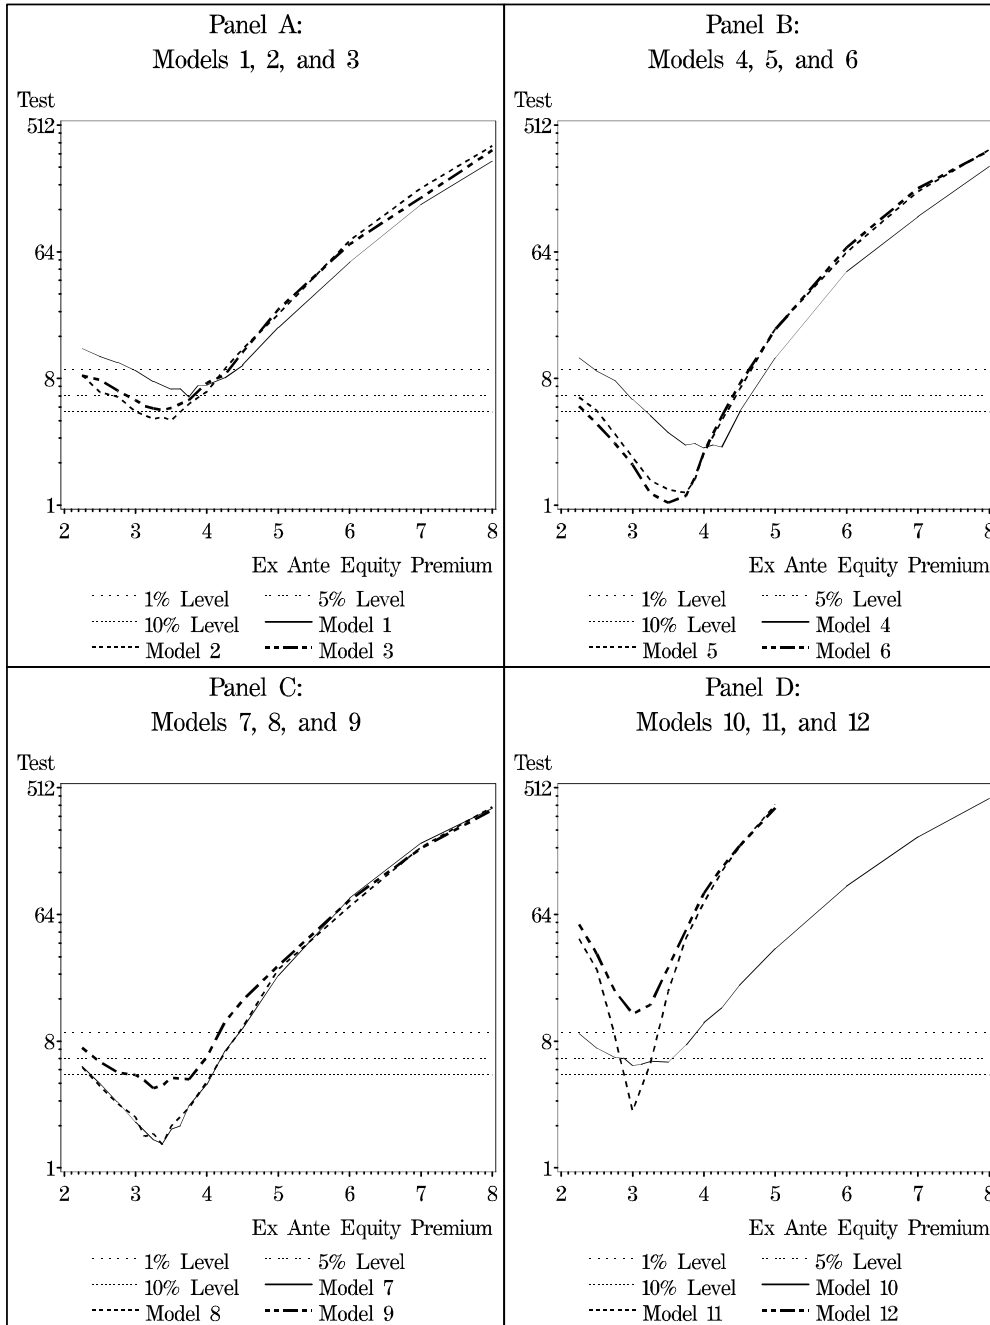 Panel A:
Models 1, 2, and 3
Test
512
64
8
1
2 3 4 5 6 7 8
Ex Ante Equity Premium
1% Level 5% Level
10% Level Model 1
Model 2 Model 3
Panel B:
Models 4, 5, and 6
Test
512
64
8
1
2 3 4 5 6 7 8
Ex Ante Equity Premium
1% Level 5% Level
10% Level Model 4
Model 5 Model 6
Panel C:
Models 7, 8, and 9
Test
512
64
8
1
2 3 4 5 6 7 8
Ex Ante Equity Premium
1% Level 5% Level
10% Level Model 7
Model 8 Model 9
Panel D:
Models 10, 11, and 12
Test
512
64
8
1
2 3 4 5 6 7 8
Ex Ante Equity Premium
1% Level 5% Level
10% Level Model 10
Model 11 Model 12